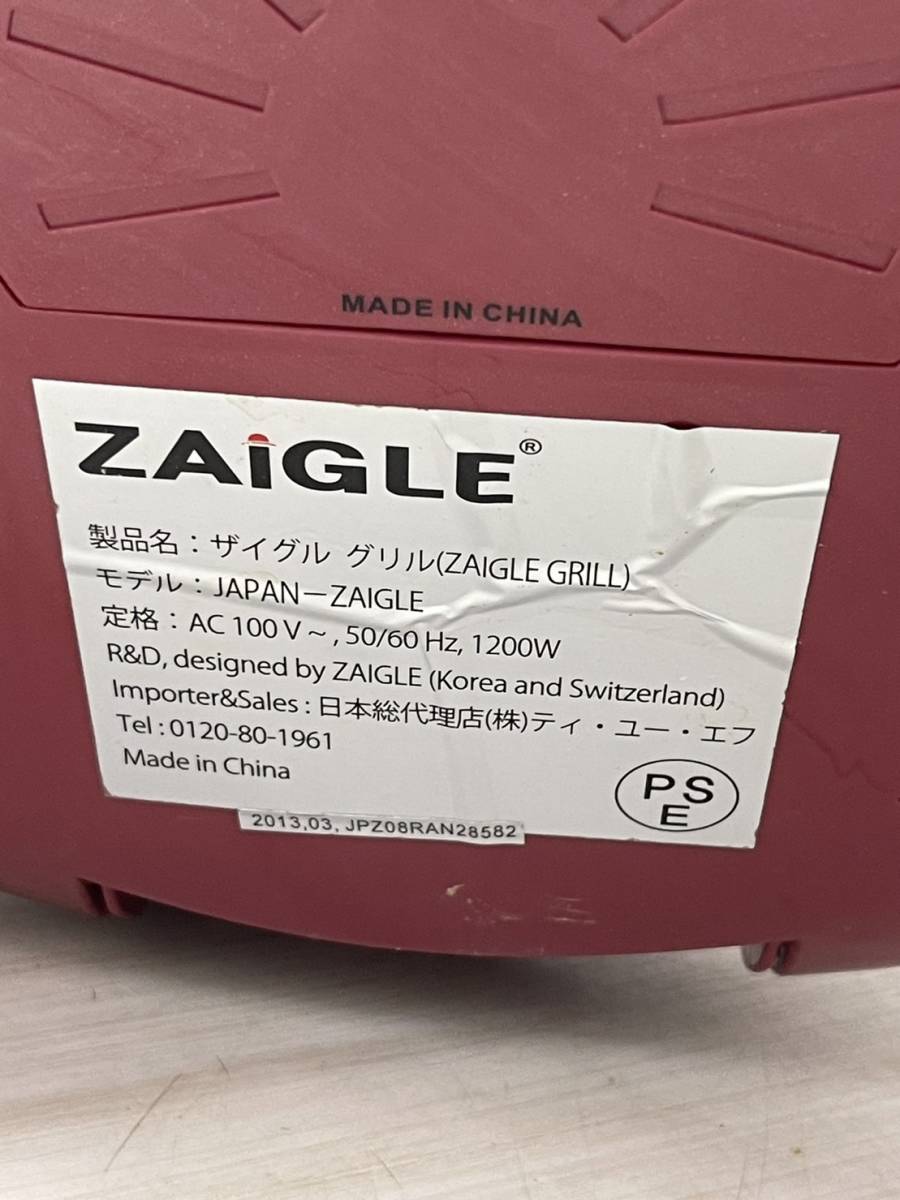 MADE IN CHINA
ZAiGLE®
製品名：ザイグル グリル(ZAIGLE GRILL)
モデル：JAPAN－ZAIGLE
定格：AC 100 V ~ , 50/60 Hz, 1200W
R&D, designed by ZAIGLE (Korea and Switzerland)
Importer&Sales : 日本総代理店(株)ティ・ユー・エフ
Tel : 0120-80-1961
Made in China
PS
E
2013,03, JPZ08RAN28582